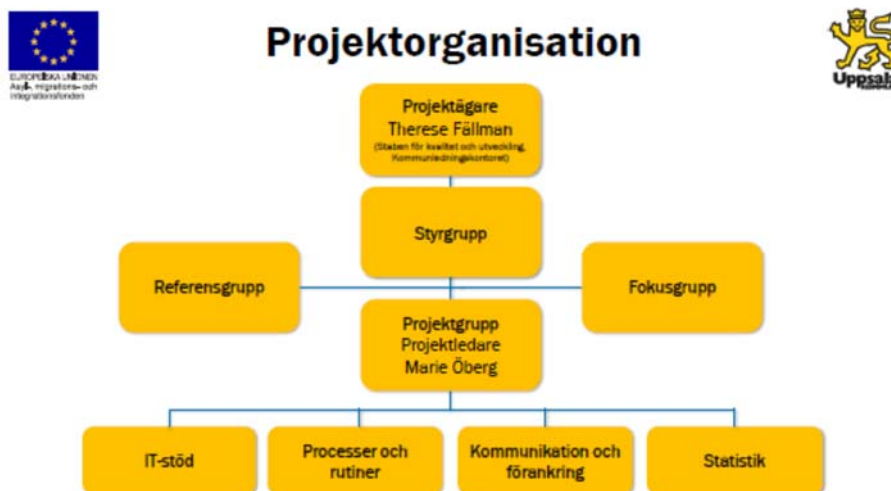 Projektorganisation
EUROPEISKA UNIONEN
Asyl-, migrations- och
integrationsfonden
Uppsala
Projektägare
Therese Fällman
(Staben för kvalitet och utveckling,
Kommunledningskontoret)
Styrgrupp
Referensgrupp
Fokusgrupp
Projektgrupp
Projektledare
Marie Öberg
IT-stöd
Processer och
rutiner
Kommunikation och
förankring
Statistik